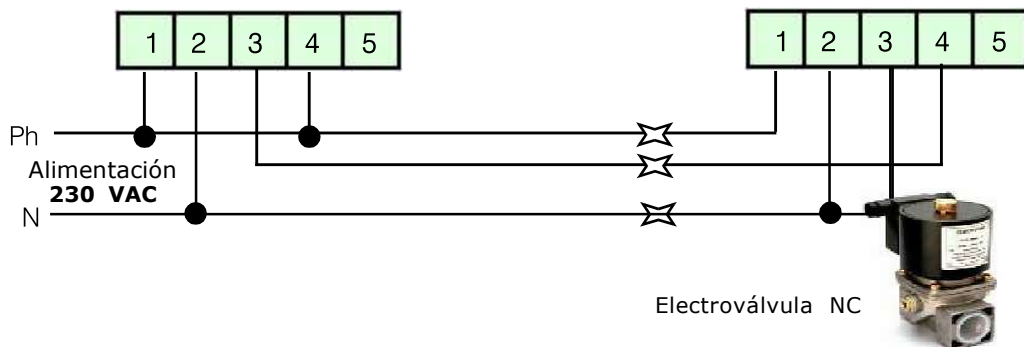 1 2 3 4 5
1 2 3 4 5
Ph
Alimentación
230 VAC
N
Electroválvula NC